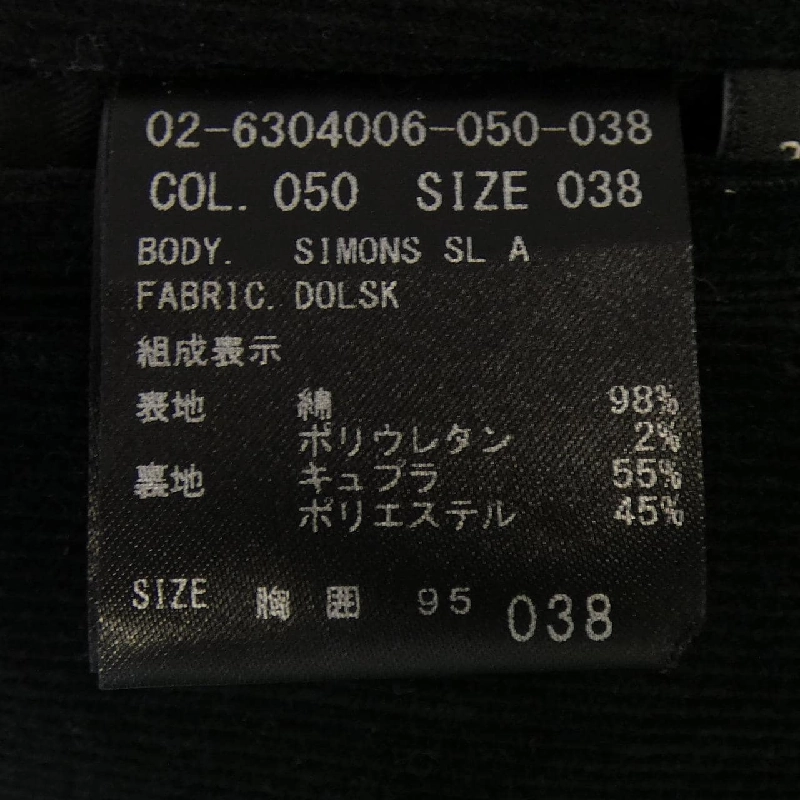 02-6304006-050-038
COL. 050 SIZE 038
BODY. SIMONS SL A
FABRIC. DOLSK
組成表示
表地 綿 98%
ポリウレタン 2%
裏地 キュプラ 55%
ポリエステル 45%
SIZE 胸囲 95 038